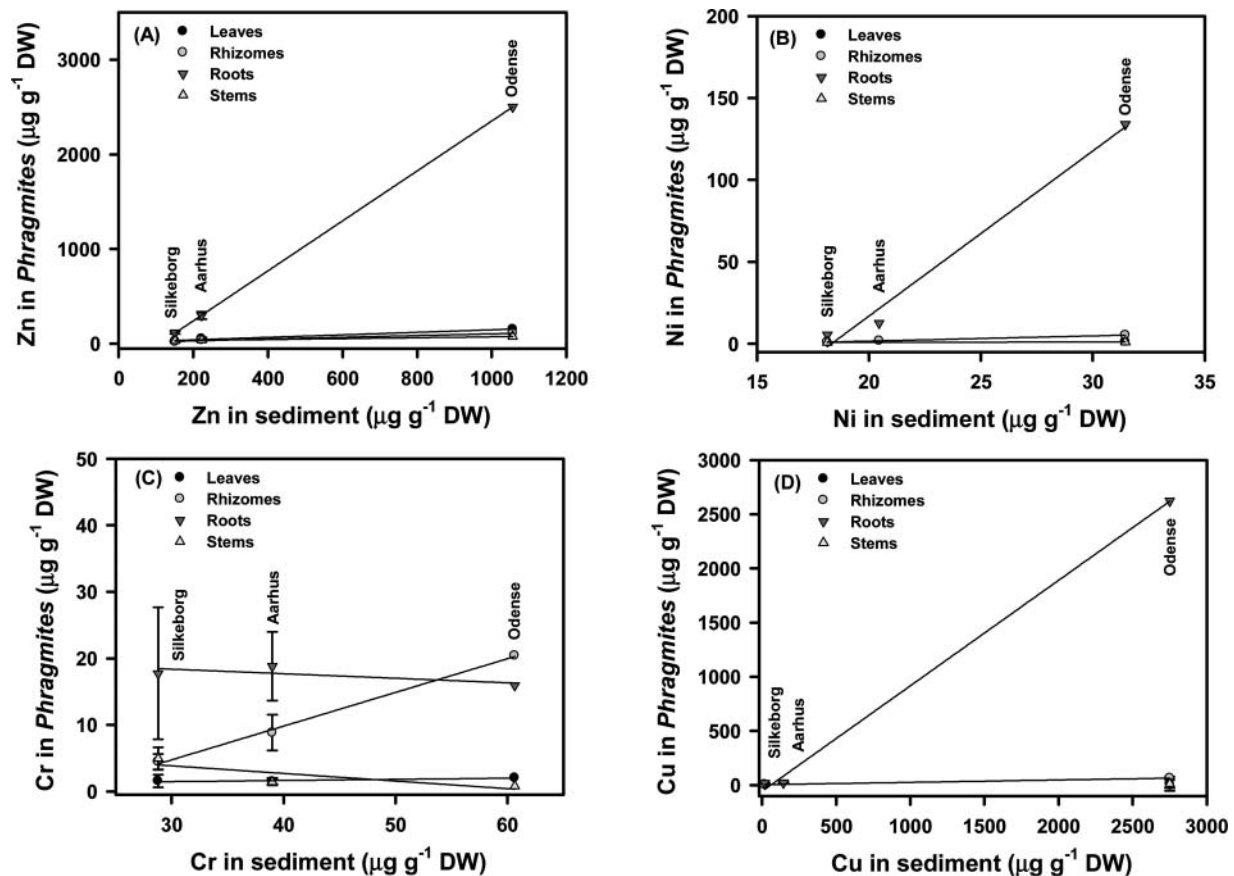 (A)
Leaves
Rhizomes
Roots
Stems
Silkeborg
Aarhus
Odense
3000
2000
1000
0
0 200 400 600 800 1000 1200
Zn in Phragmites (μg g⁻¹ DW)
Zn in sediment (μg g⁻¹ DW)
(B)
Leaves
Rhizomes
Roots
Stems
Silkeborg
Aarhus
Odense
200
150
100
50
0
15 20 25 30 35
Ni in Phragmites (μg g⁻¹ DW)
Ni in sediment (μg g⁻¹ DW)
(C)
Leaves
Rhizomes
Roots
Stems
Silkeborg
Aarhus
Odense
50
40
30
20
10
0
30 40 50 60
Cr in Phragmites (μg g⁻¹ DW)
Cr in sediment (μg g⁻¹ DW)
(D)
Leaves
Rhizomes
Roots
Stems
Silkeborg
Aarhus
Odense
3000
2500
2000
1500
1000
500
0
0 500 1000 1500 2000 2500 3000
Cu in Phragmites (μg g⁻¹ DW)
Cu in sediment (μg g⁻¹ DW)